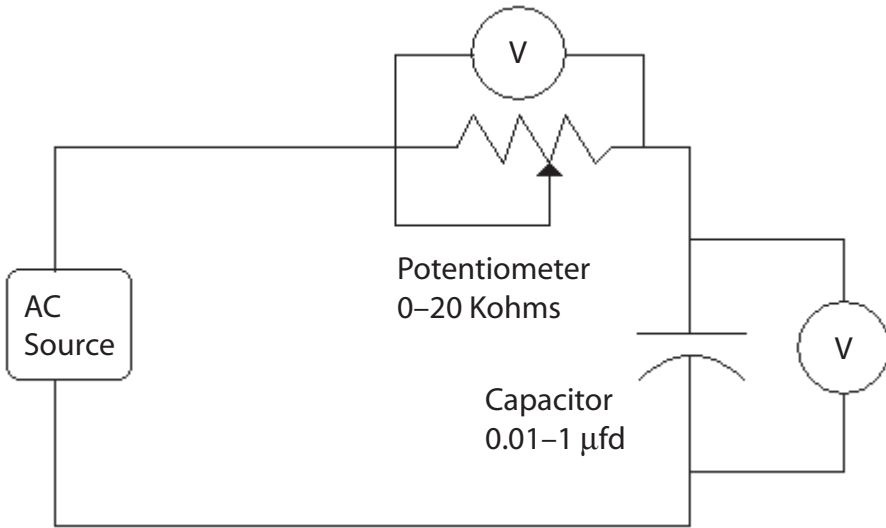 V
Potentiometer
0–20 Kohms
AC
Source
V
Capacitor
0.01–1 μfd